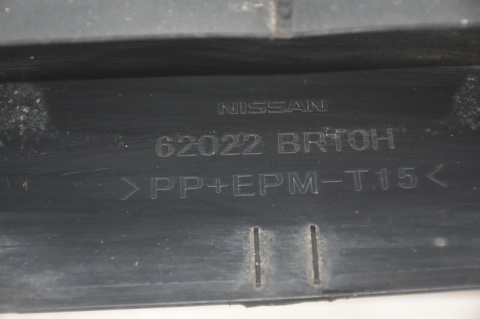 NISSAN
62022 BR10H
>PP+EPM-T15<